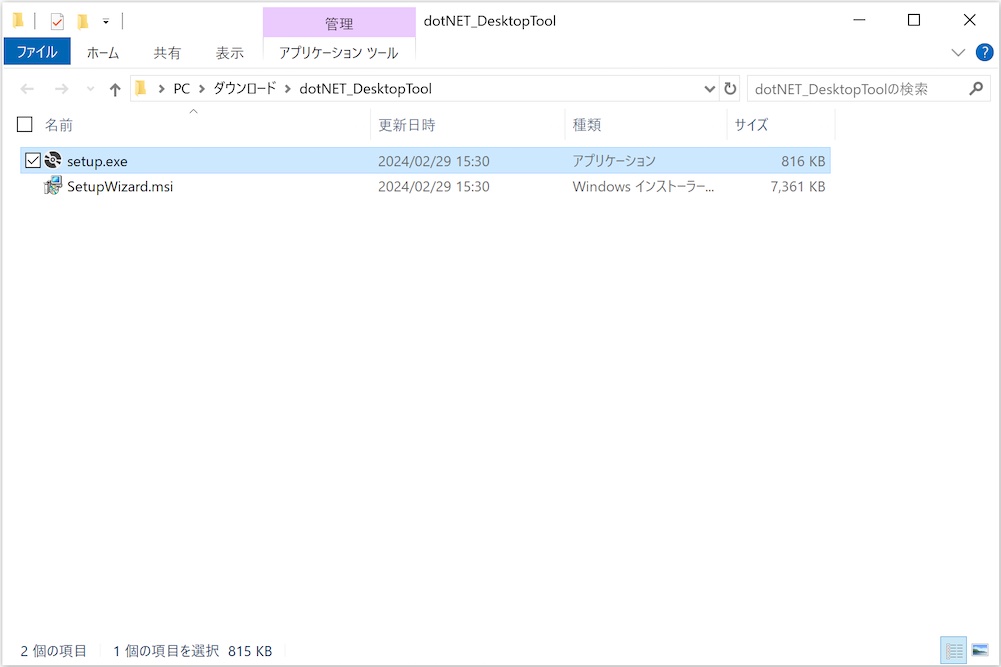 管理 dotNET_DesktopTool
ファイル ホーム 共有 表示 アプリケーション ツール ?
PC ダウンロード dotNET_DesktopTool dotNET_DesktopToolの検索
名前 更新日時 種類 サイズ
setup.exe 2024/02/29 15:30 アプリケーション 816 KB
SetupWizard.msi 2024/02/29 15:30 Windows インストーラー... 7,361 KB
2 個の項目 1 個の項目を選択 815 KB